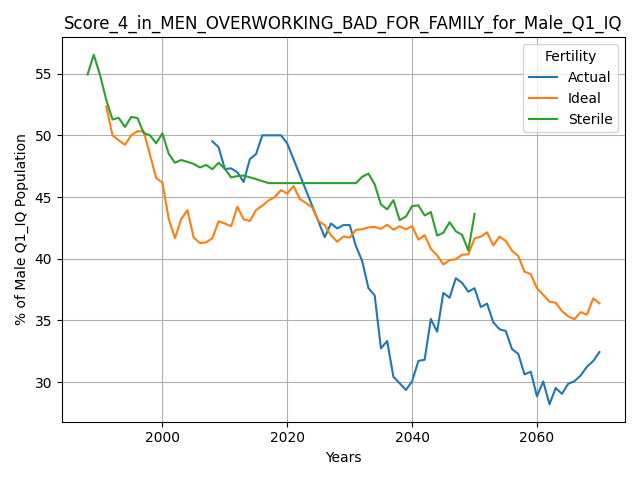 Score_4_in_MEN_OVERWORKING_BAD_FOR_FAMILY_for_Male_Q1_IQ
Fertility
Actual
Ideal
Sterile
% of Male Q1_IQ Population
55
50
45
40
35
30
2000
2020
2040
2060
Years